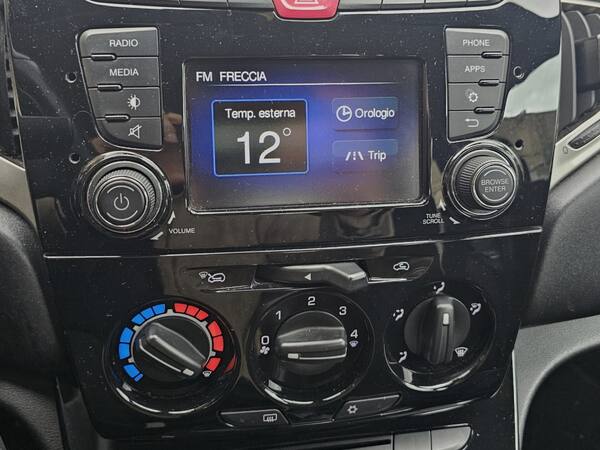 RADIO
MEDIA
PHONE
APPS
FM FRECCIA
Temp. esterna
12°
Orologio
Trip
VOLUME
TUNE
SCROLL
BROWSE
ENTER
0 1 2 3 4